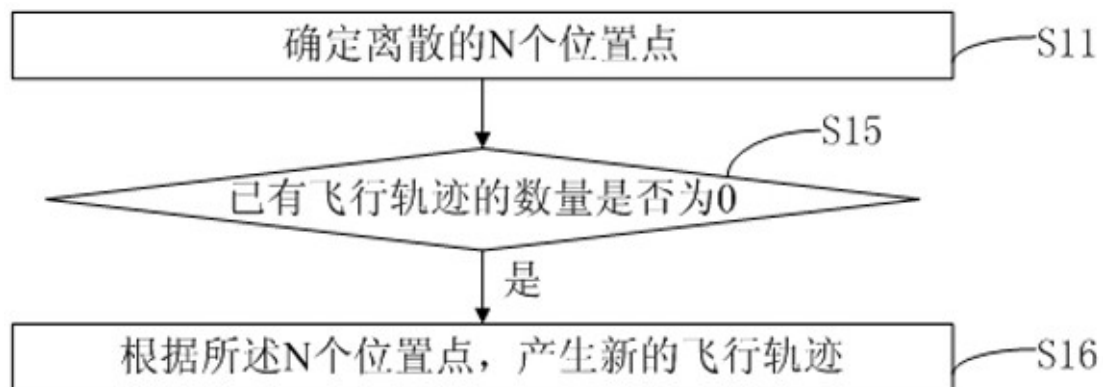 确定离散的N个位置点
S11
S15
已有飞行轨迹的数量是否为0
是
根据所述N个位置点，产生新的飞行轨迹
S16